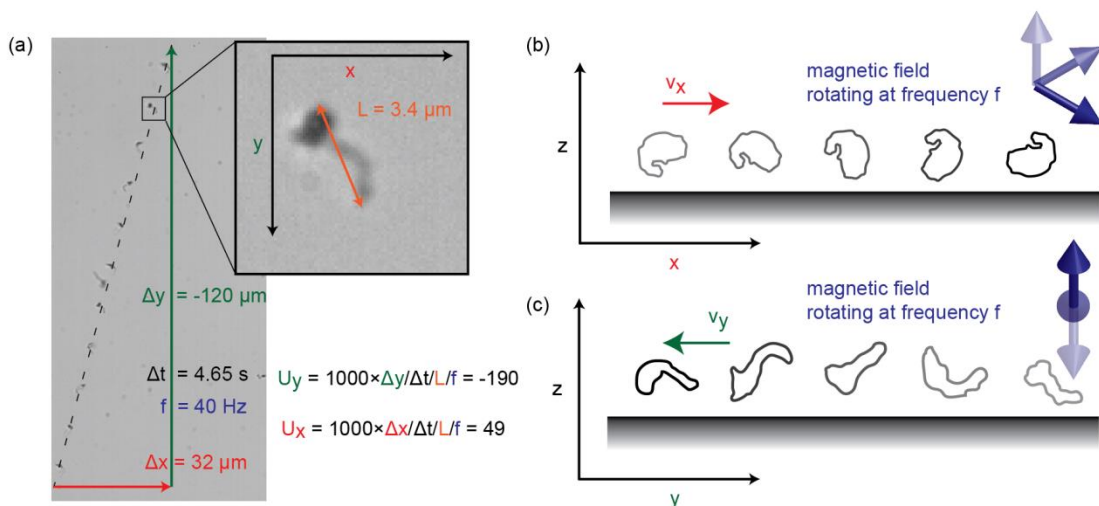 (a)
x
y
L = 3.4 μm
Δy = -120 μm
Δt = 4.65 s
f = 40 Hz
Δx = 32 μm
Uy = 1000×Δy/Δt/L/f = -190
Ux = 1000×Δx/Δt/L/f = 49
(b)
magnetic field
rotating at frequency f
vx
z
x
(c)
magnetic field
rotating at frequency f
vy
z
y